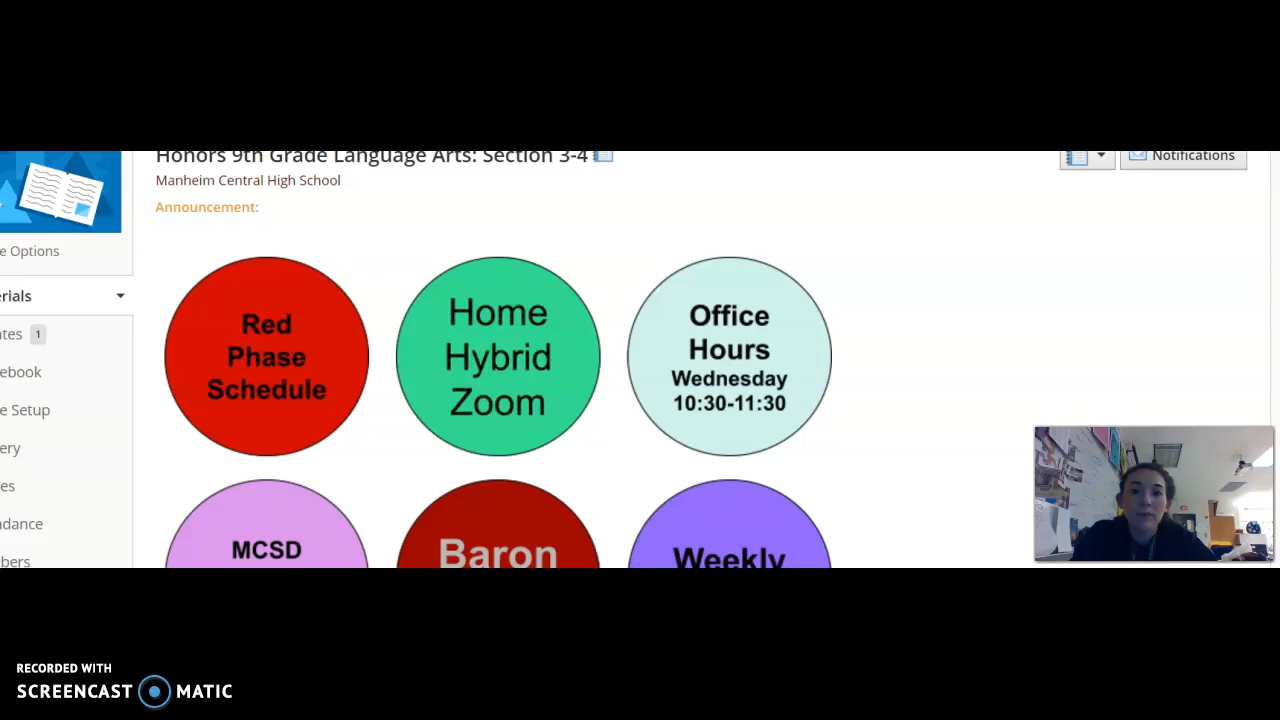 Honors 9th Grade Language Arts: Section 3-4
Notifications
Manheim Central High School
Announcement:
e Options
erials
ates 1
ebook
e Setup
ery
es
ndance
bers
Red
Phase
Schedule
Home
Hybrid
Zoom
Office
Hours
Wednesday
10:30-11:30
MCSD
Baron
Weekly
RECORDED WITH
SCREENCAST MATIC